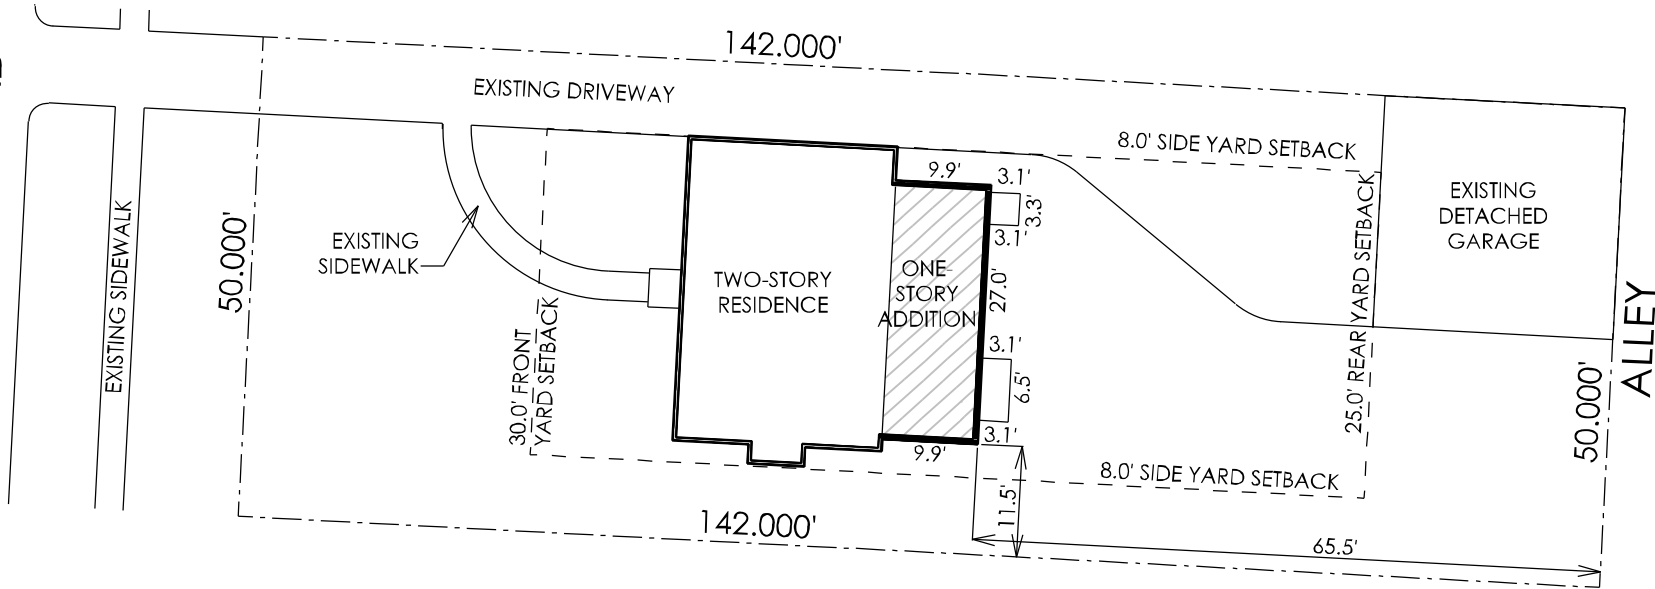 142.000'
EXISTING DRIVEWAY
8.0' SIDE YARD SETBACK
9.9'
3.1'
3.3'
3.1'
EXISTING
DETACHED
GARAGE
EXISTING SIDEWALK
50.000'
EXISTING
SIDEWALK
TWO-STORY
RESIDENCE
ONE-
STORY
ADDITION
27.0'
30.0' FRONT
YARD SETBACK
3.1'
6.5'
3.1'
9.9'
25.0' REAR YARD SETBACK
ALLEY
50.000'
8.0' SIDE YARD SETBACK
11.5'
142.000'
65.5'